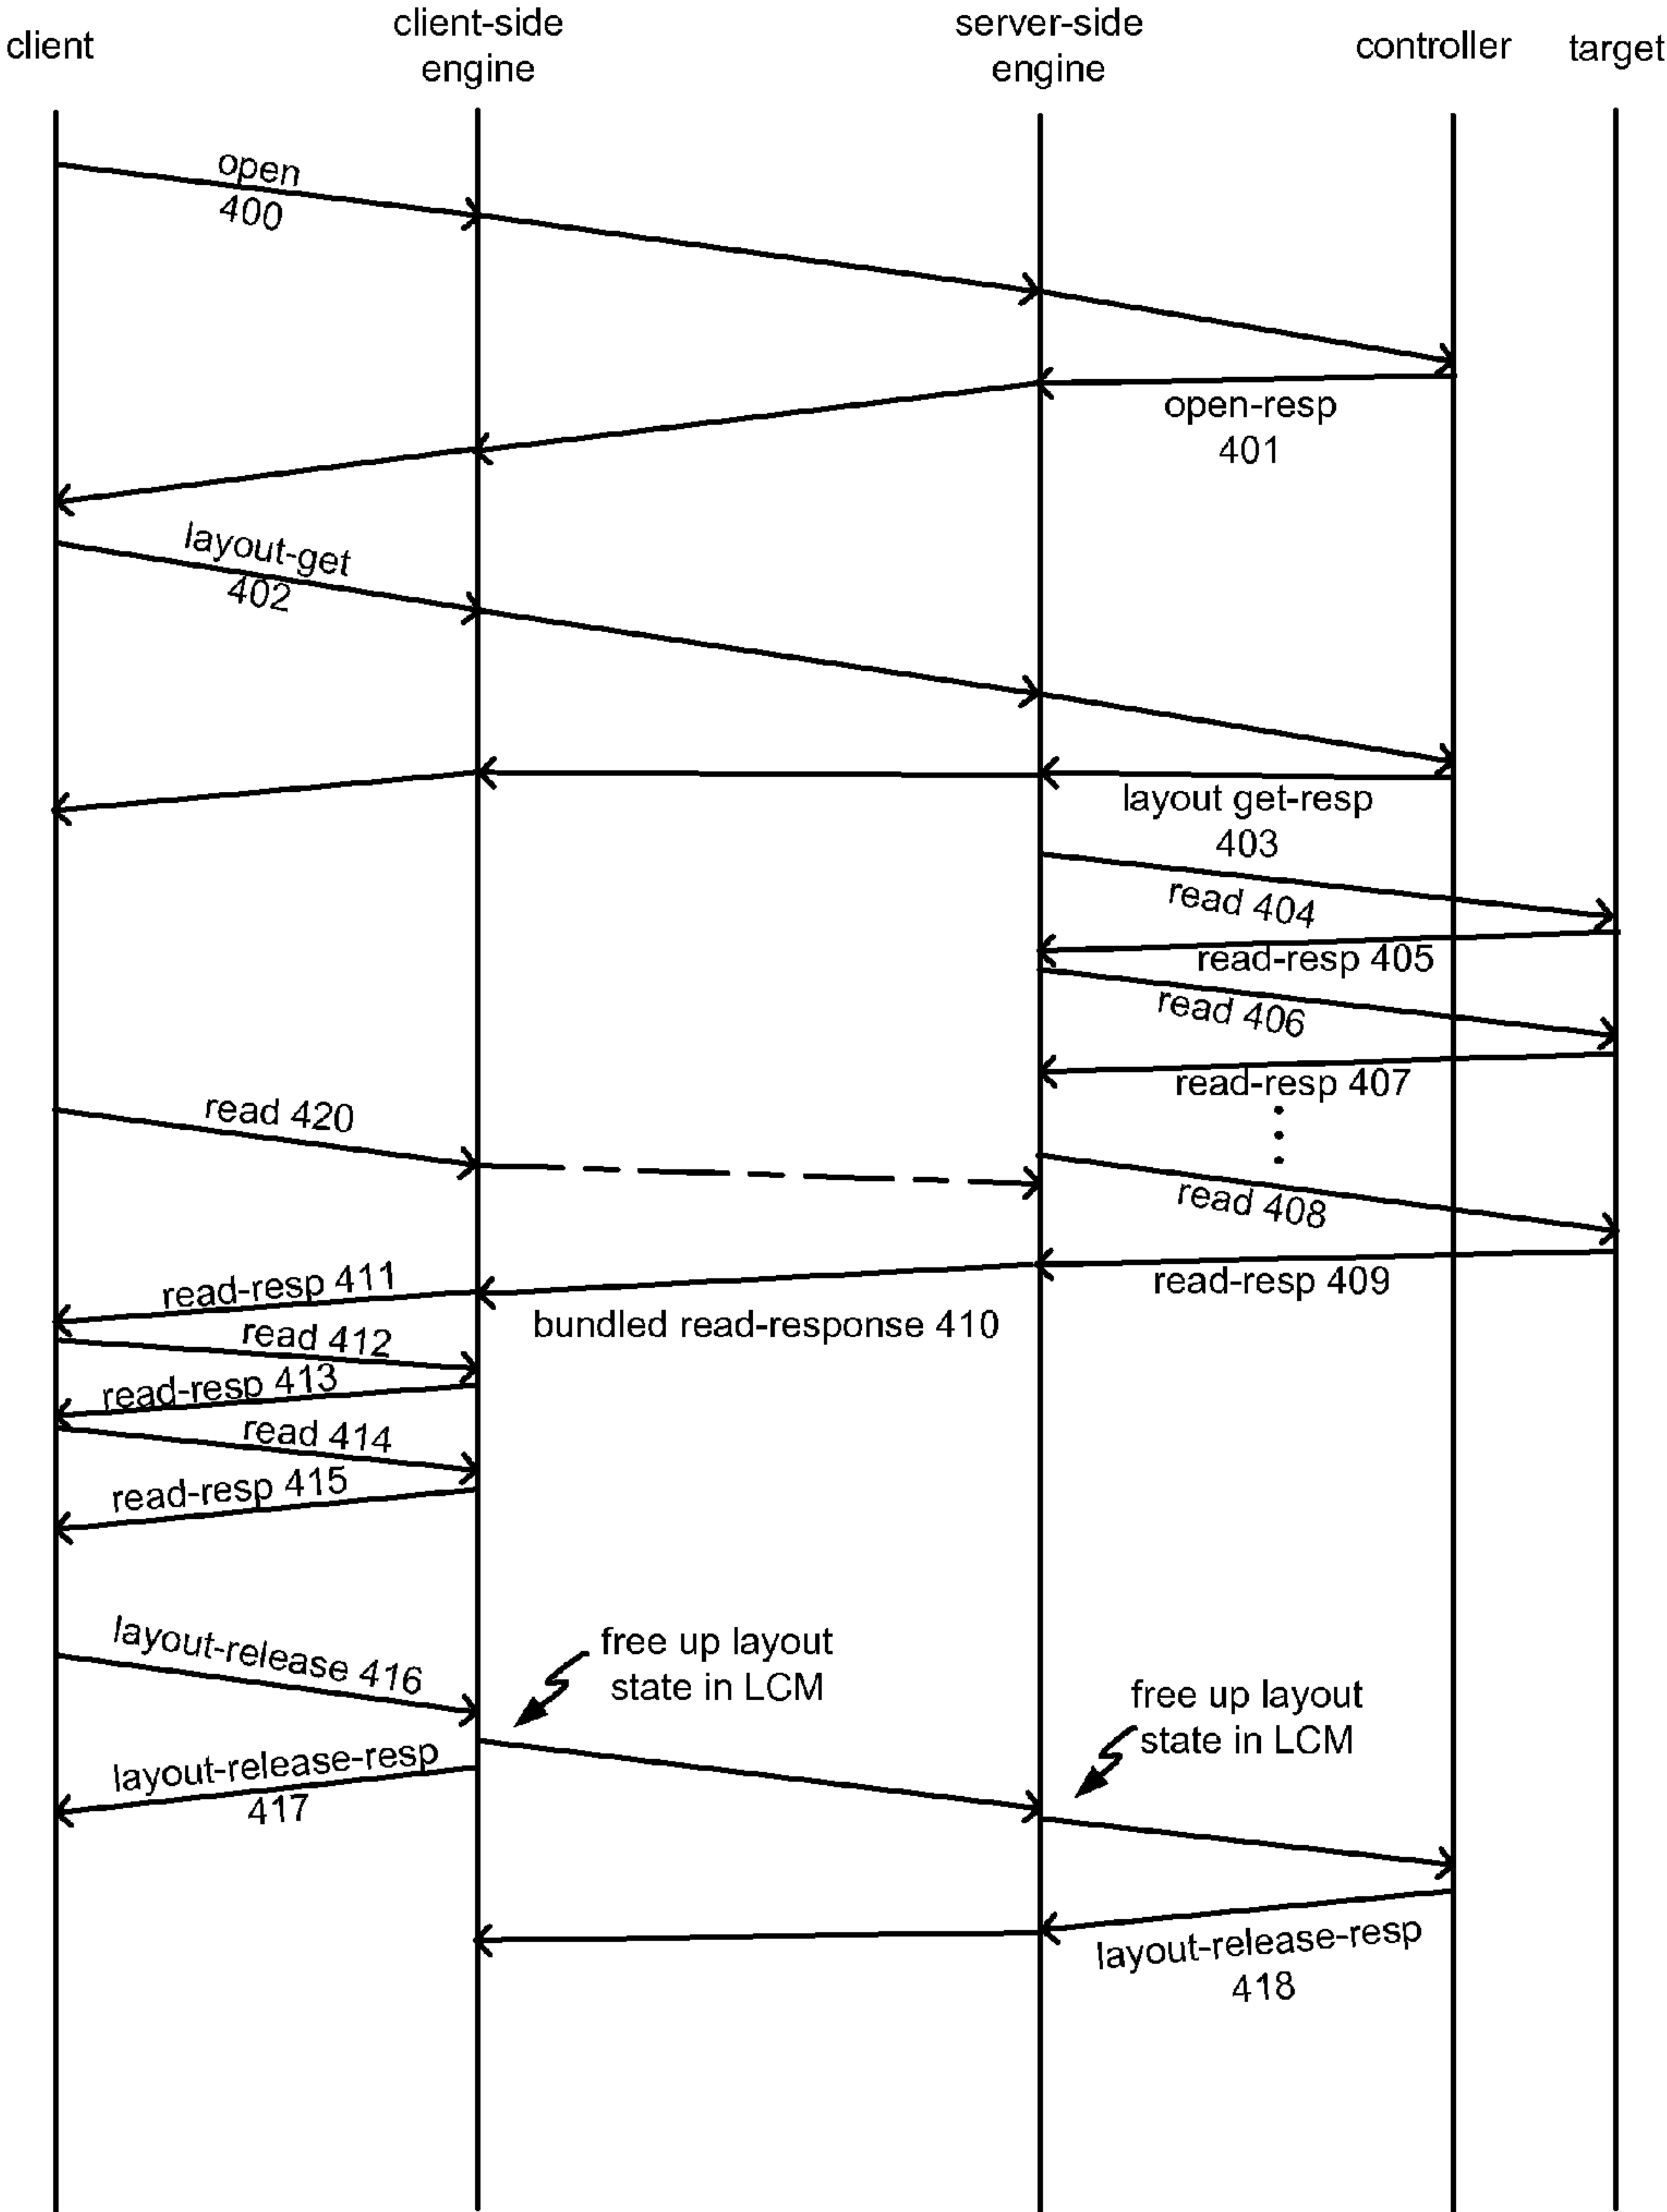 client
client-side
engine
server-side
engine
controller
target
open
400
open-resp
401
layout-get
402
layout get-resp
403
read 404
read-resp 405
read 406
read-resp 407
read 420
read 408
read-resp 409
read-resp 411
bundled read-response 410
read 412
read-resp 413
read 414
read-resp 415
layout-release 416
free up layout
state in LCM
free up layout
state in LCM
layout-release-resp
417
layout-release-resp
418